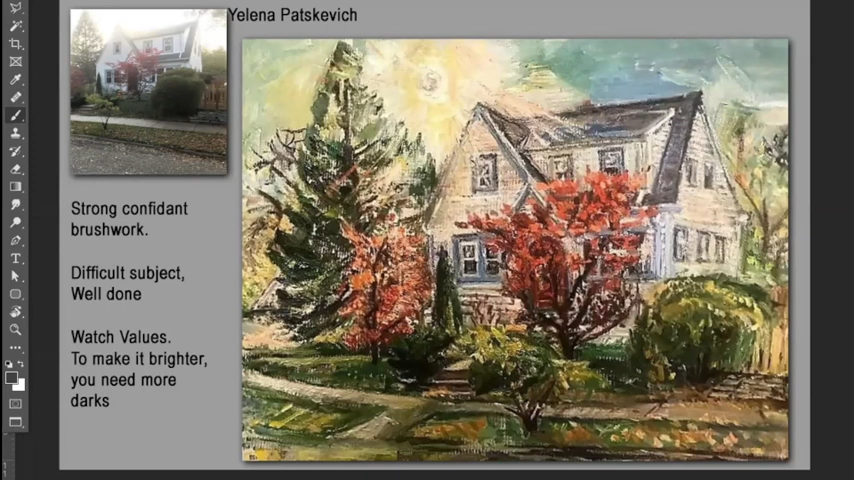 Yelena Patskevich
Strong confidant
brushwork.
Difficult subject,
Well done
Watch Values.
To make it brighter,
you need more
darks